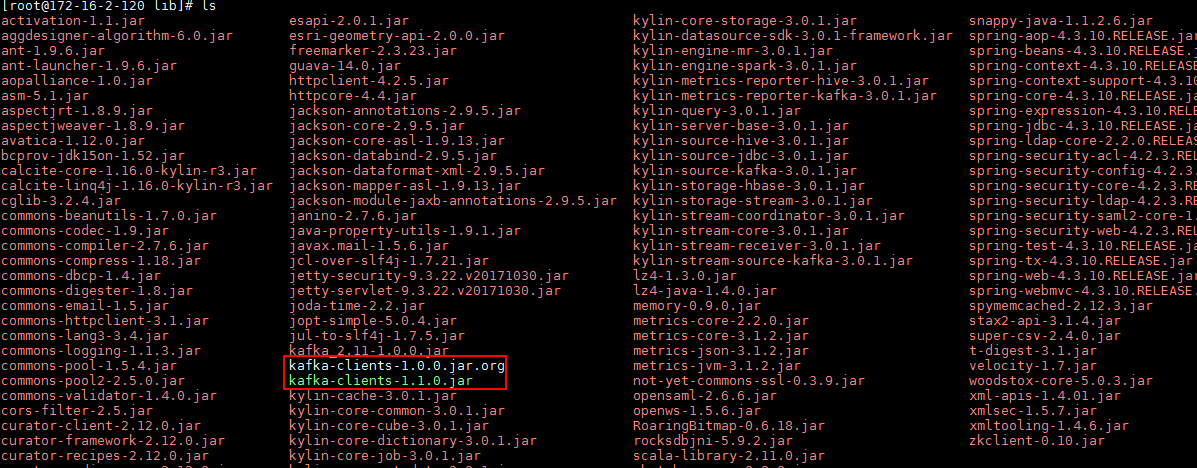 [root@172-16-2-120 lib]# ls
activation-1.1.jar esapi-2.0.1.jar kylin-core-storage-3.0.1.jar snappy-java-1.1.2.6.jar
aggdesigner-algorithm-6.0.jar esri-geometry-api-2.0.0.jar kylin-datasource-sdk-3.0.1-framework.jar spring-aop-4.3.10.RELEASE.jar
ant-1.9.6.jar freemarker-2.3.23.jar kylin-engine-mr-3.0.1.jar spring-beans-4.3.10.RELEASE.jar
ant-launcher-1.9.6.jar guava-14.0.jar kylin-engine-spark-3.0.1.jar spring-context-4.3.10.RELEASE.jar
aopalliance-1.0.jar httpclient-4.2.5.jar kylin-metrics-reporter-hive-3.0.1.jar spring-context-support-4.3.10
asm-5.1.jar httpcore-4.4.jar kylin-metrics-reporter-kafka-3.0.1.jar spring-core-4.3.10.RELEASE.jar
aspectjrt-1.8.9.jar jackson-annotations-2.9.5.jar kylin-query-3.0.1.jar spring-expression-4.3.10.RELEA
aspectjweaver-1.8.9.jar jackson-core-2.9.5.jar kylin-server-base-3.0.1.jar spring-jdbc-4.3.10.RELEASE.jar
avatica-1.12.0.jar jackson-core-asl-1.9.13.jar kylin-source-hive-3.0.1.jar spring-ldap-core-2.2.0.RELEASE
bcprov-jdk15on-1.52.jar jackson-databind-2.9.5.jar kylin-source-jdbc-3.0.1.jar spring-security-acl-4.2.3.RELE
calcite-core-1.16.0-kylin-r3.jar jackson-dataformat-xml-2.9.5.jar kylin-source-kafka-3.0.1.jar spring-security-config-4.2.3.
calcite-linq4j-1.16.0-kylin-r3.jar jackson-mapper-asl-1.9.13.jar kylin-storage-hbase-3.0.1.jar spring-security-core-4.2.3.REL
cglib-3.2.4.jar jackson-module-jaxb-annotations-2.9.5.jar kylin-storage-stream-3.0.1.jar spring-security-ldap-4.2.3.REL
commons-beanutils-1.7.0.jar janino-2.7.6.jar kylin-stream-coordinator-3.0.1.jar spring-security-saml2-core-1.
commons-codec-1.9.jar java-property-utils-1.9.1.jar kylin-stream-core-3.0.1.jar spring-security-web-4.2.3.RELE
commons-compiler-2.7.6.jar javax.mail-1.5.6.jar kylin-stream-receiver-3.0.1.jar spring-test-4.3.10.RELEASE.jar
commons-compress-1.18.jar jcl-over-slf4j-1.7.21.jar kylin-stream-source-kafka-3.0.1.jar spring-tx-4.3.10.RELEASE.jar
commons-dbcp-1.4.jar jetty-security-9.3.22.v20171030.jar lz4-1.3.0.jar spring-web-4.3.10.RELEASE.jar
commons-digester-1.8.jar jetty-servlet-9.3.22.v20171030.jar lz4-java-1.4.0.jar spring-webmvc-4.3.10.RELEASE.jar
commons-email-1.5.jar joda-time-2.2.jar memory-0.9.0.jar spymemcached-2.12.3.jar
commons-httpclient-3.1.jar jopt-simple-5.0.4.jar metrics-core-2.2.0.jar stax2-api-3.1.4.jar
commons-lang3-3.4.jar jul-to-slf4j-1.7.5.jar metrics-core-3.1.2.jar super-csv-2.4.0.jar
commons-logging-1.1.3.jar kafka_2.11-1.0.0.jar metrics-json-3.1.2.jar t-digest-3.1.jar
commons-pool-1.5.4.jar kafka-clients-1.0.0.jar.org metrics-jvm-3.1.2.jar velocity-1.7.jar
commons-pool2-2.5.0.jar kafka-clients-1.1.0.jar not-yet-commons-ssl-0.3.9.jar woodstox-core-5.0.3.jar
commons-validator-1.4.0.jar kylin-cache-3.0.1.jar opensaml-2.6.6.jar xml-apis-1.4.01.jar
cors-filter-2.5.jar kylin-core-common-3.0.1.jar openws-1.5.6.jar xmlsec-1.5.7.jar
curator-client-2.12.0.jar kylin-core-cube-3.0.1.jar RoaringBitmap-0.6.18.jar xmltooling-1.4.6.jar
curator-framework-2.12.0.jar kylin-core-dictionary-3.0.1.jar rocksdbjni-5.9.2.jar zkclient-0.10.jar
curator-recipes-2.12.0.jar kylin-core-job-3.0.1.jar scala-library-2.11.0.jar